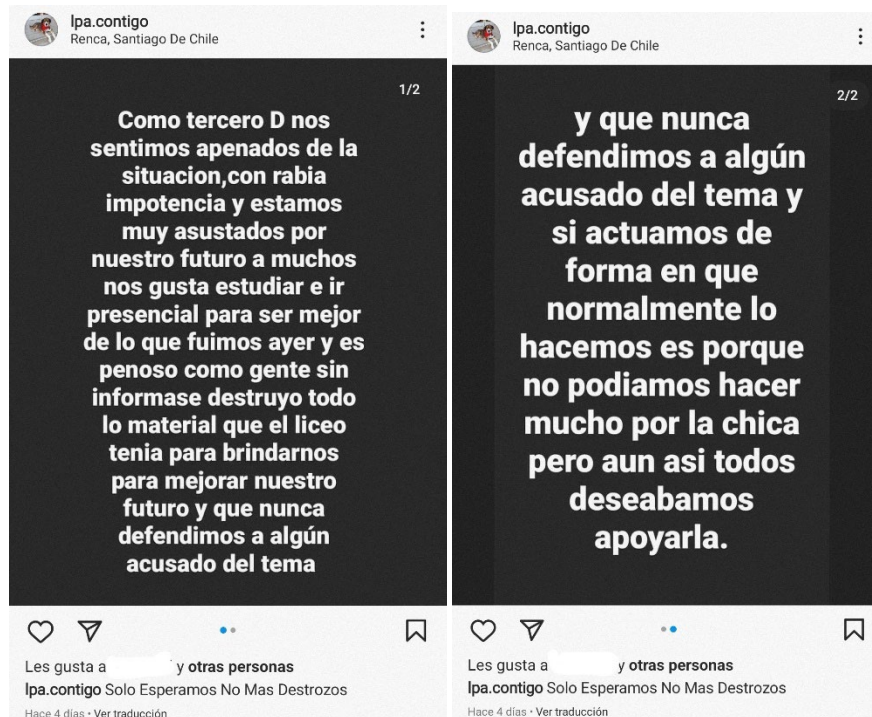 lpa.contigo
Renca, Santiago De Chile
1/2
Como tercero D nos
sentimos apenados de la
situacion,con rabia
impotencia y estamos
muy asustados por
nuestro futuro a muchos
nos gusta estudiar e ir
presencial para ser mejor
de lo que fuimos ayer y es
penoso como gente sin
informase destruyo todo
lo material que el liceo
tenia para brindarnos
para mejorar nuestro
futuro y que nunca
defendimos a algún
acusado del tema
Les gusta a y otras personas
lpa.contigo Solo Esperamos No Mas Destrozos
Hace 4 días • Ver traducción
lpa.contigo
Renca, Santiago De Chile
2/2
y que nunca
defendimos a algún
acusado del tema y
si actuamos de
forma en que
normalmente lo
hacemos es porque
no podiamos hacer
mucho por la chica
pero aun asi todos
deseabamos
apoyarla.
Les gusta a y otras personas
lpa.contigo Solo Esperamos No Mas Destrozos
Hace 4 días • Ver traducción